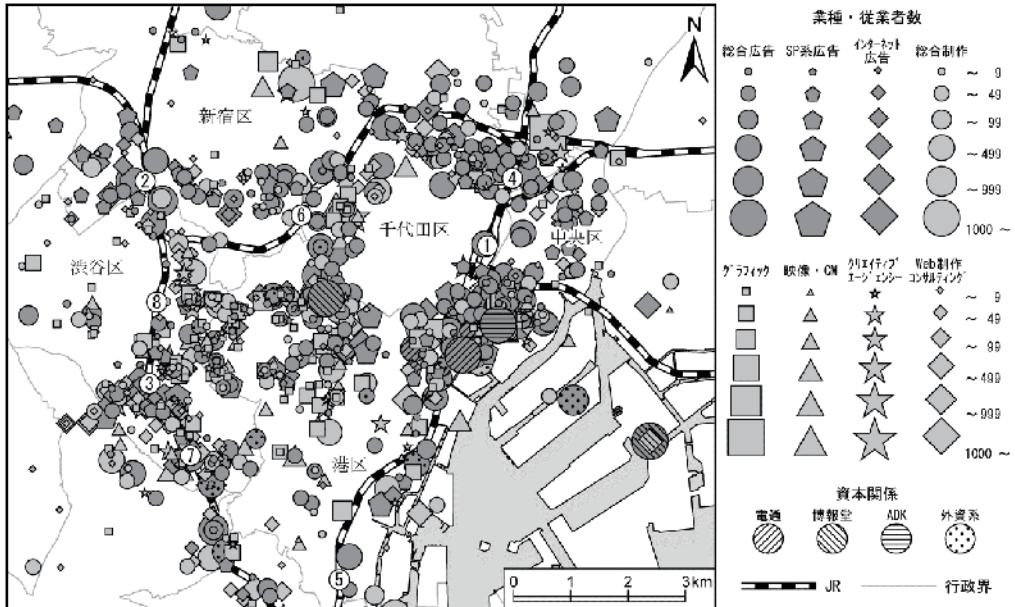 N
新宿区
渋谷区
千代田区
中央区
港区
①
②
③
④
⑤
⑥
⑦
⑧
0 1 2 3km
業種・従業者数
総合広告 SP系広告 インターネット広告 総合制作
～ 9
～ 49
～ 99
～499
～999
1000 ～
グラフィック 映像・CM クリエイティブエージェンシー Web制作コンサルティング
～ 9
～ 49
～ 99
～499
～999
1000 ～
資本関係
電通 博報堂 ADK 外資系
JR 行政界